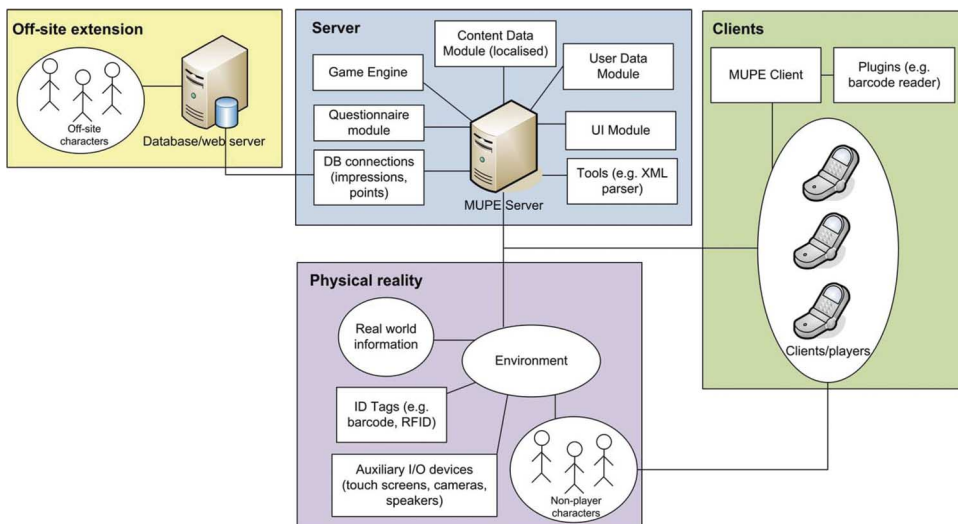 Off-site extension
Off-site
characters
Database/web server
Server
Content Data
Module (localised)
Game Engine
User Data
Module
Questionnaire
module
UI Module
DB connections
(impressions,
points)
Tools (e.g. XML
parser)
MUPE Server
Clients
MUPE Client
Plugins (e.g.
barcode reader)
Clients/players
Physical reality
Real world
information
Environment
ID Tags (e.g.
barcode, RFID)
Auxiliary I/O devices
(touch screens, cameras,
speakers)
Non-player
characters